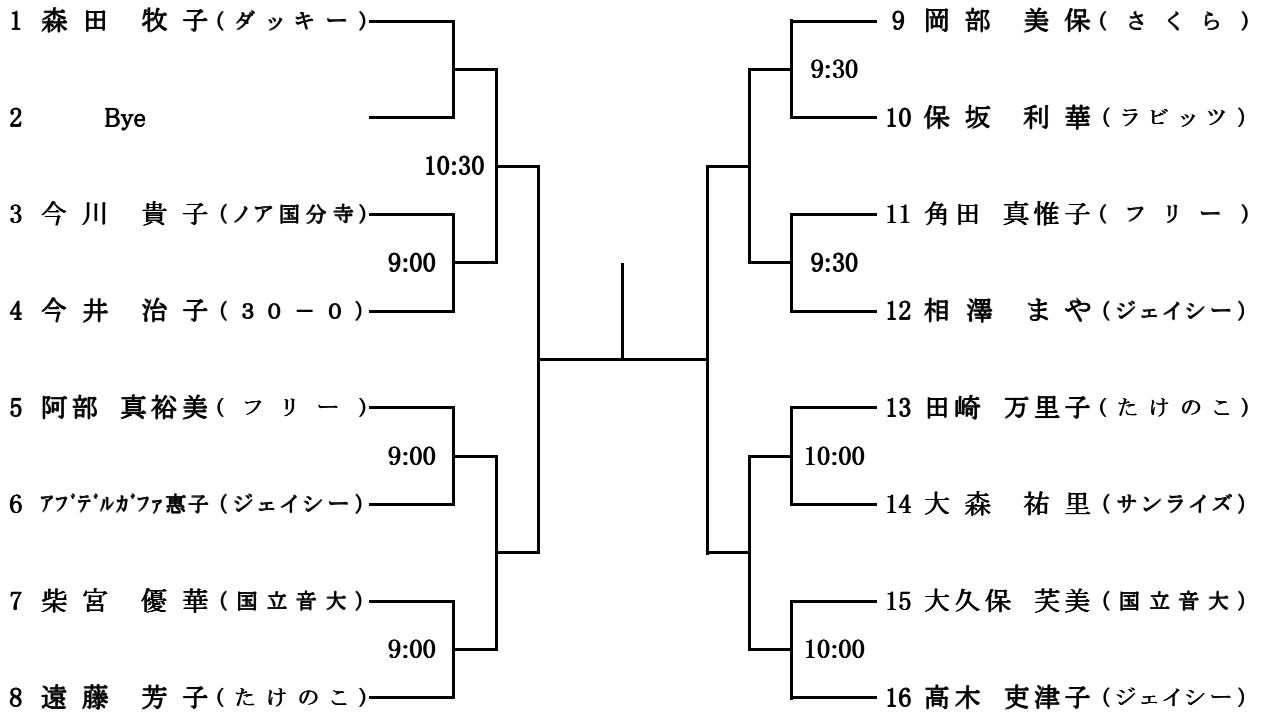 1 森田 牧子(ダッキー)
2 Bye
10:30
3 今川 貴子(ノア国分寺)
9:00
4 今井 治子(30-0)
5 阿部 真裕美(フリー)
9:00
6 アブデルガファ惠子(ジェイシー)
7 柴宮 優華(国立音大)
9:00
8 遠藤 芳子(たけのこ)
9 岡部 美保(さくら)
9:30
10 保坂 利華(ラビッツ)
11 角田 真惟子(フリー)
9:30
12 相澤 まや(ジェイシー)
13 田崎 万里子(たけのこ)
10:00
14 大森 祐里(サンライズ)
15 大久保 芙美(国立音大)
10:00
16 高木 吏津子(ジェイシー)